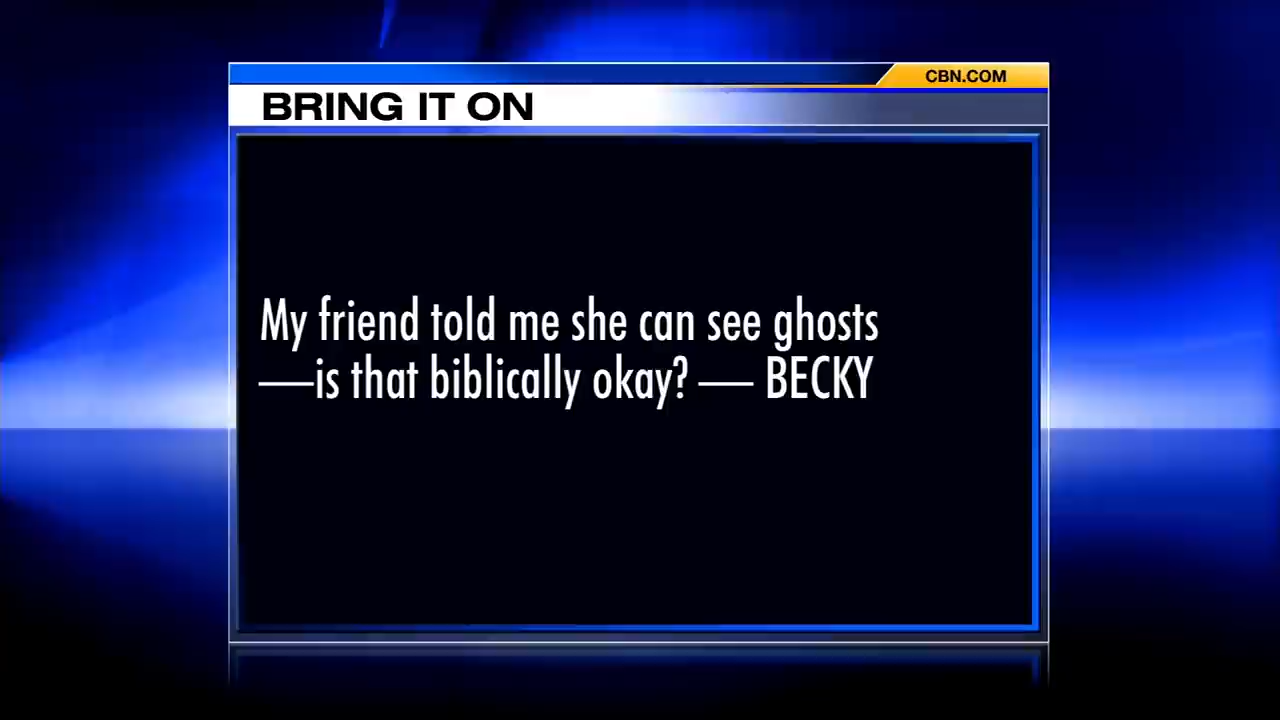 CBN.COM
BRING IT ON
My friend told me she can see ghosts
—is that biblically okay? — BECKY